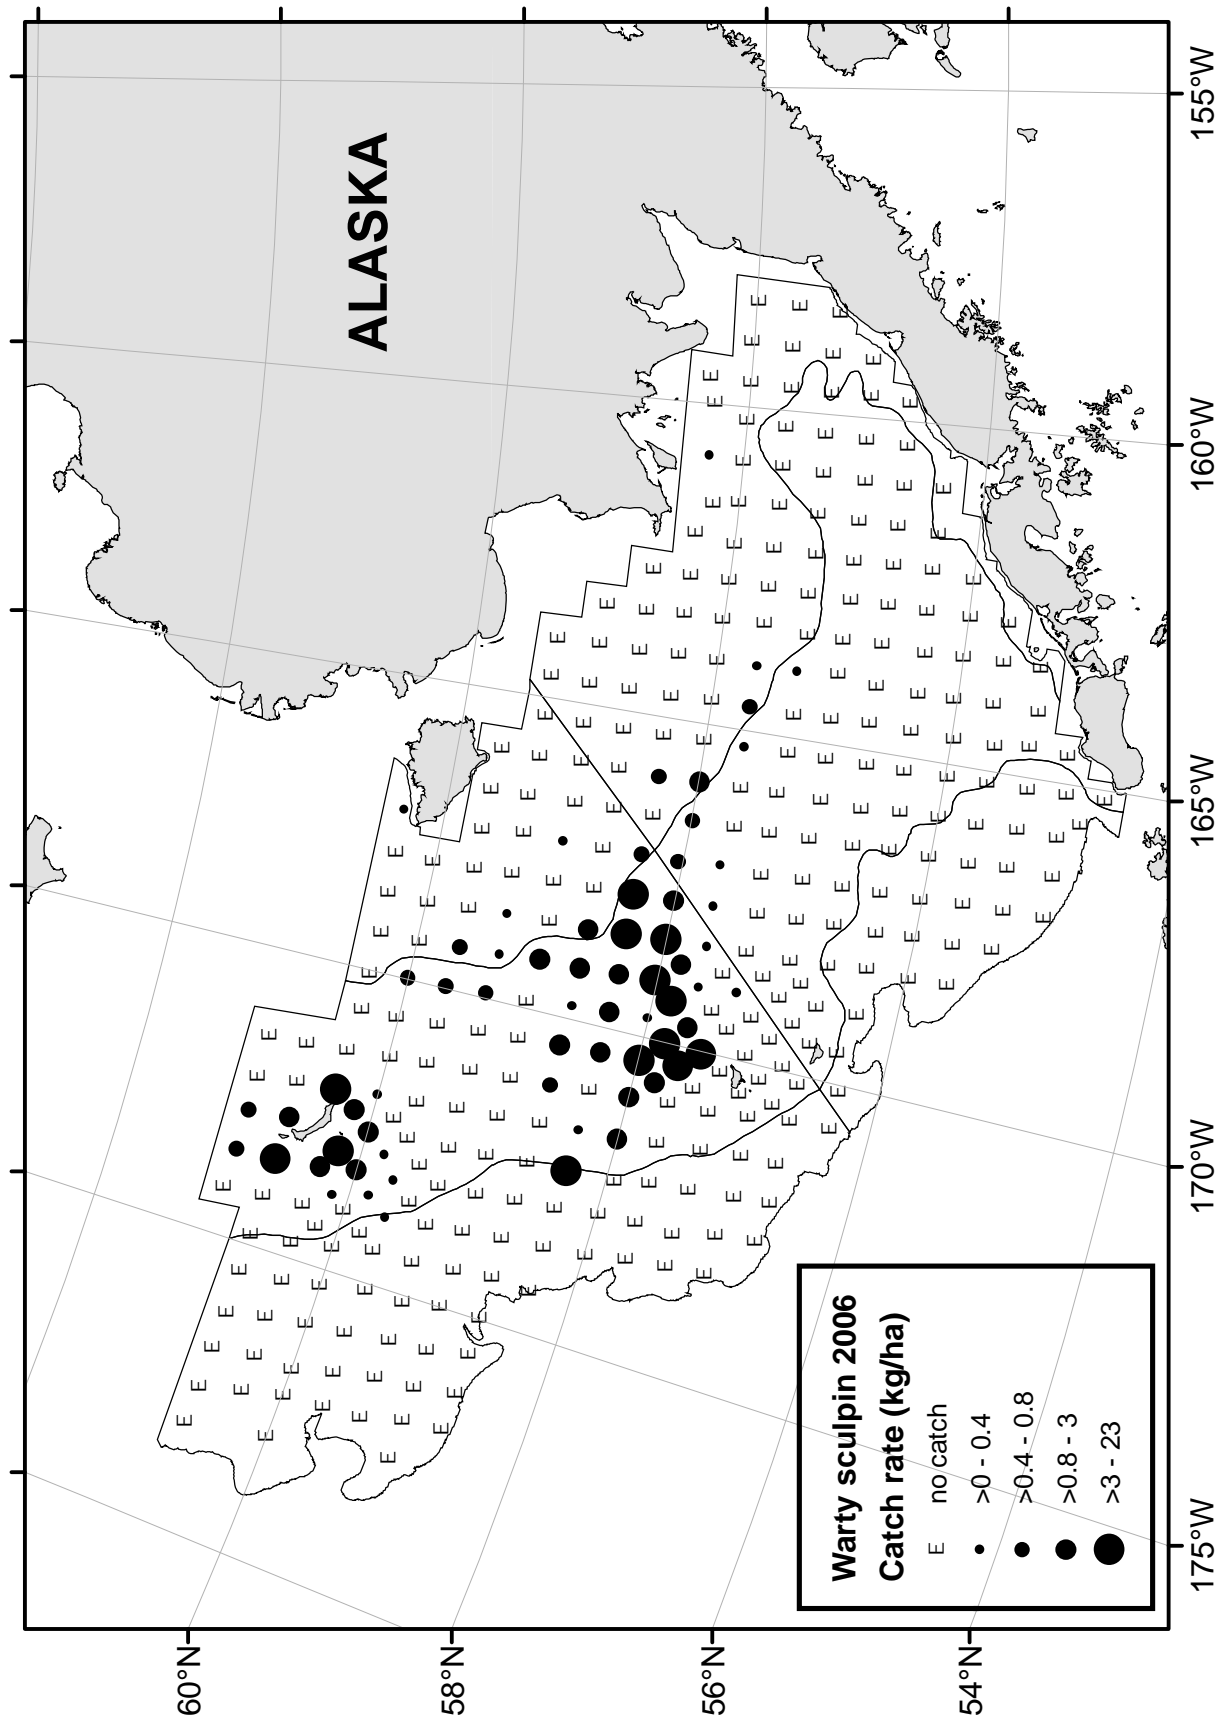 ALASKA
60°N
58°N
56°N
54°N
175°W
170°W
165°W
160°W
155°W
Warty sculpin 2006
Catch rate (kg/ha)
E no catch
>0 - 0.4
>0.4 - 0.8
>0.8 - 3
>3 - 23